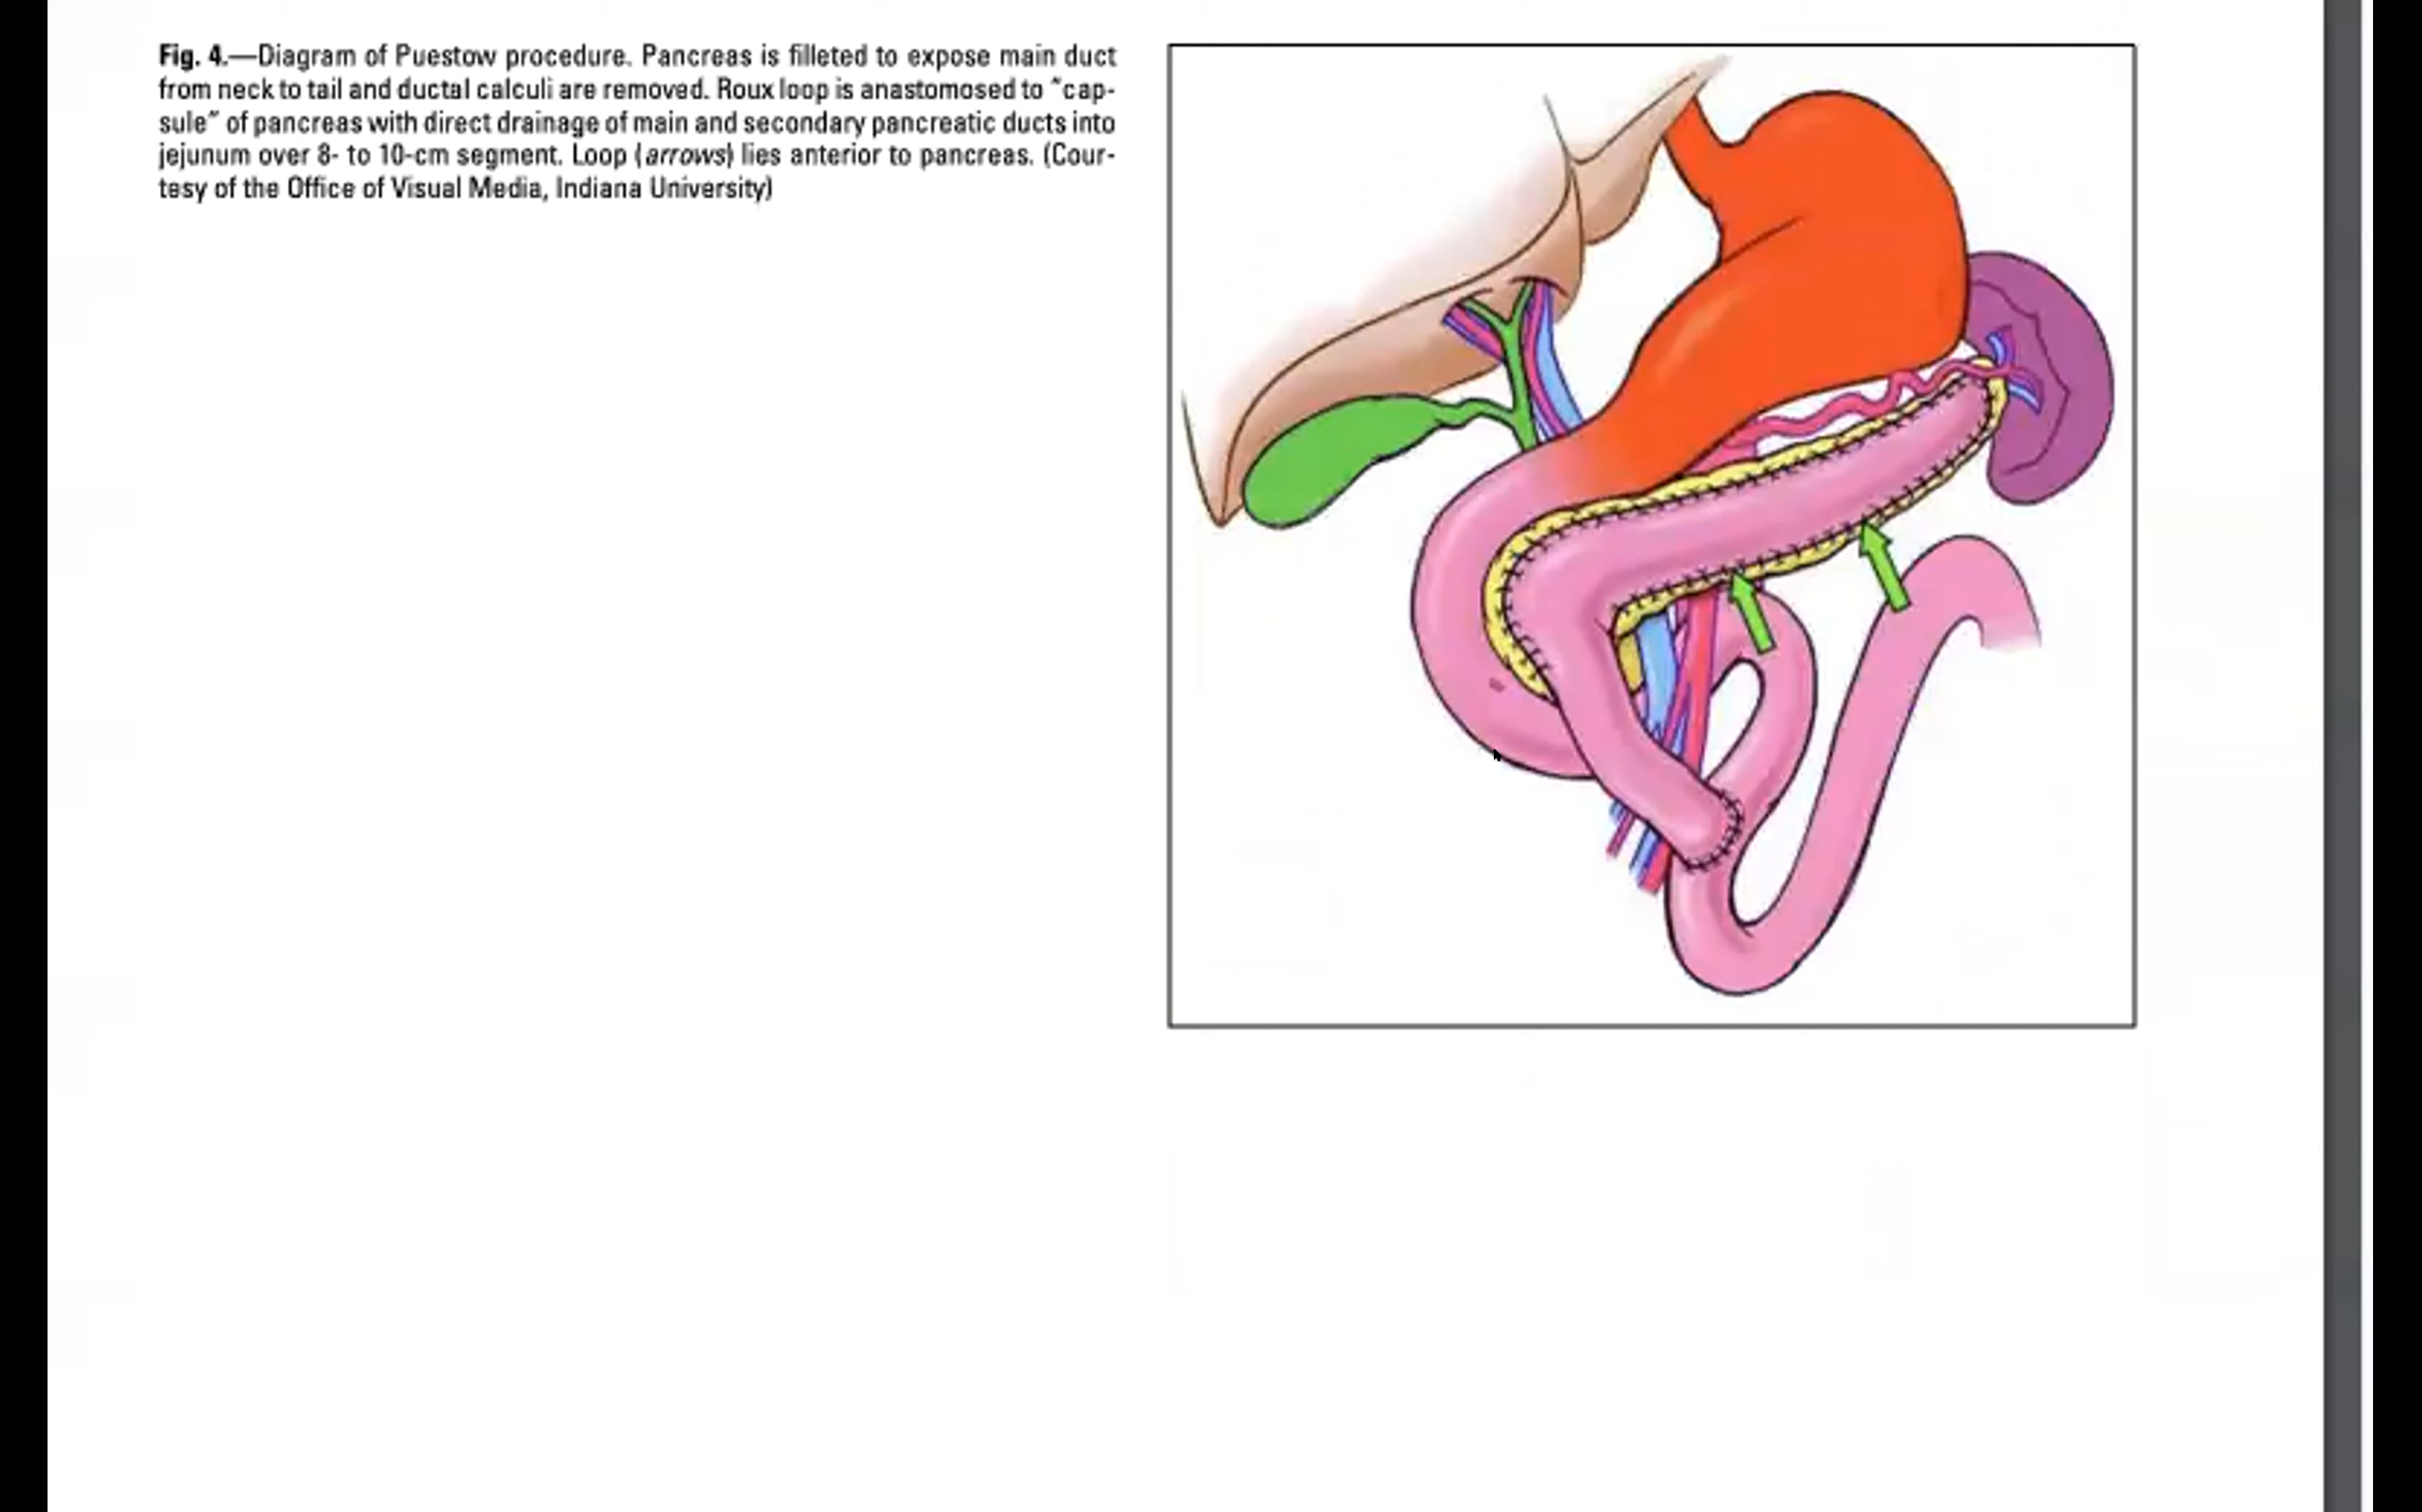 Fig. 4.—Diagram of Puestow procedure. Pancreas is filleted to expose main duct
from neck to tail and ductal calculi are removed. Roux loop is anastomosed to "cap-
sule" of pancreas with direct drainage of main and secondary pancreatic ducts into
jejunum over 8- to 10-cm segment. Loop (arrows) lies anterior to pancreas. (Cour-
tesy of the Office of Visual Media, Indiana University)